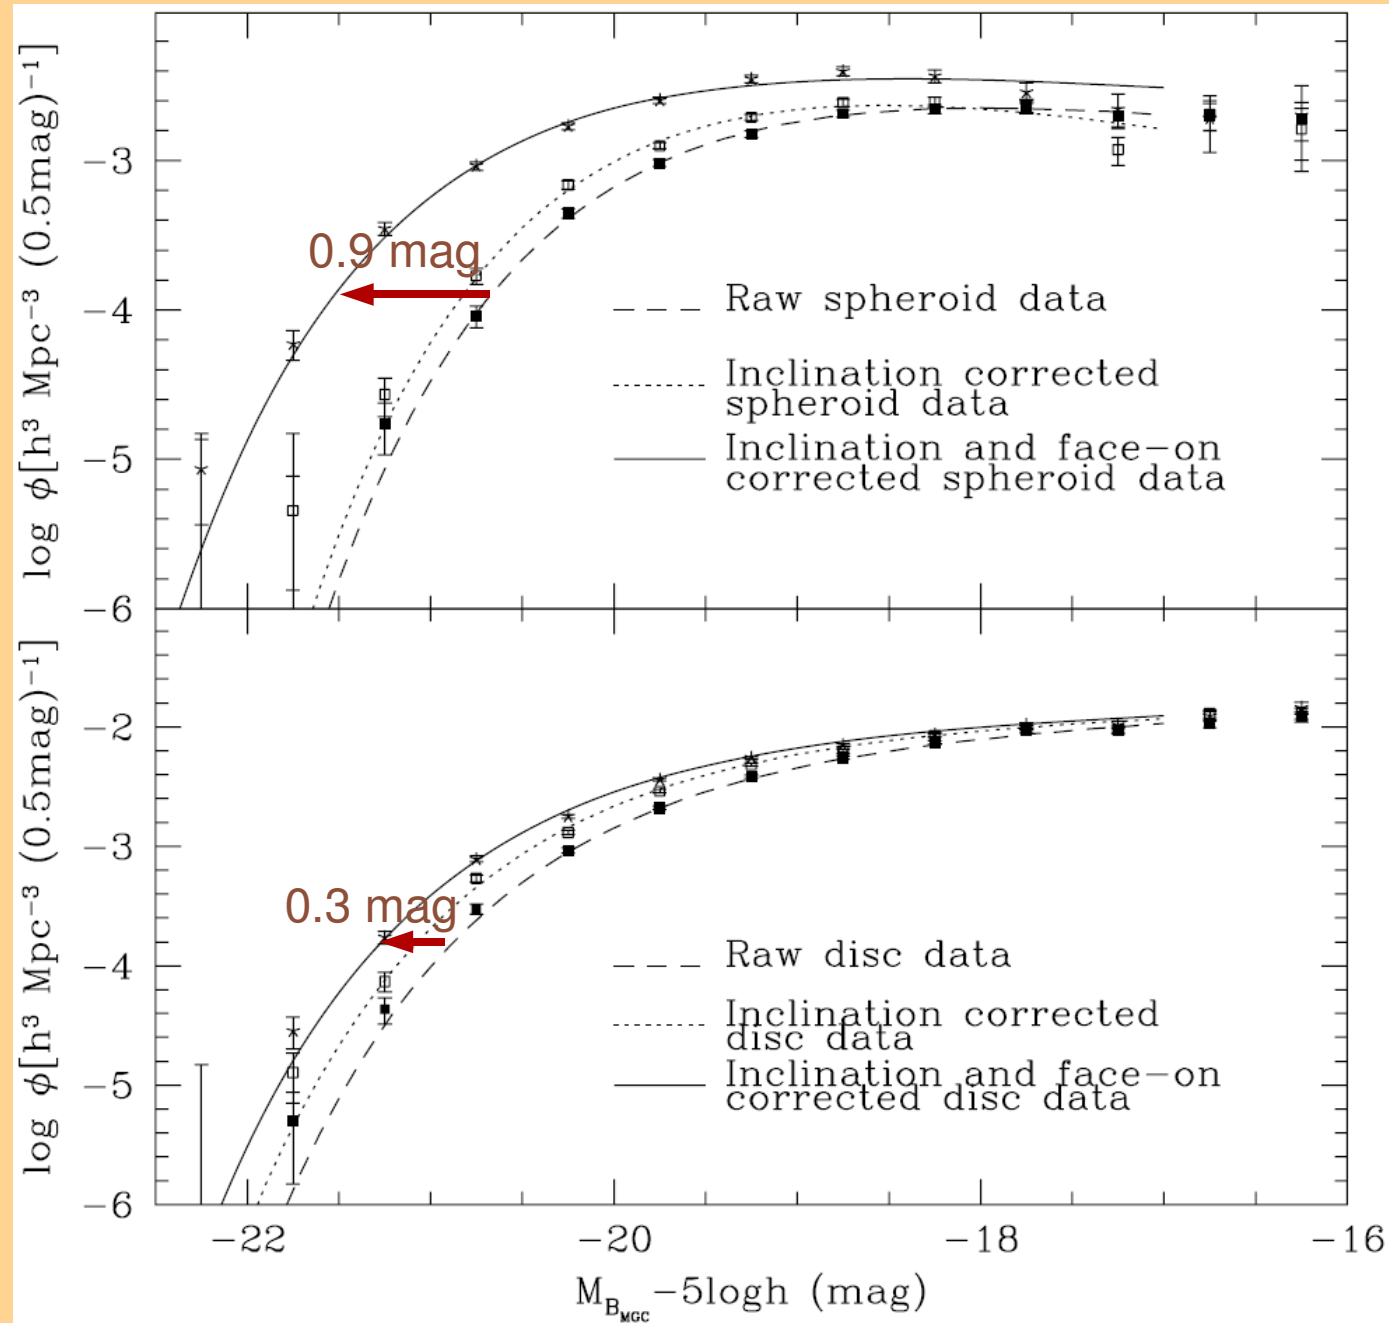 log ϕ[h³ Mpc⁻³ (0.5mag)⁻¹]
−3
−4
−5
−6
0.9 mag
Raw spheroid data
Inclination corrected
spheroid data
Inclination and face−on
corrected spheroid data
log ϕ[h³ Mpc⁻³ (0.5mag)⁻¹]
−2
−3
−4
−5
−6
0.3 mag
Raw disc data
Inclination corrected
disc data
Inclination and face−on
corrected disc data
−22 −20 −18 −16
M_B_MGC −5logh (mag)